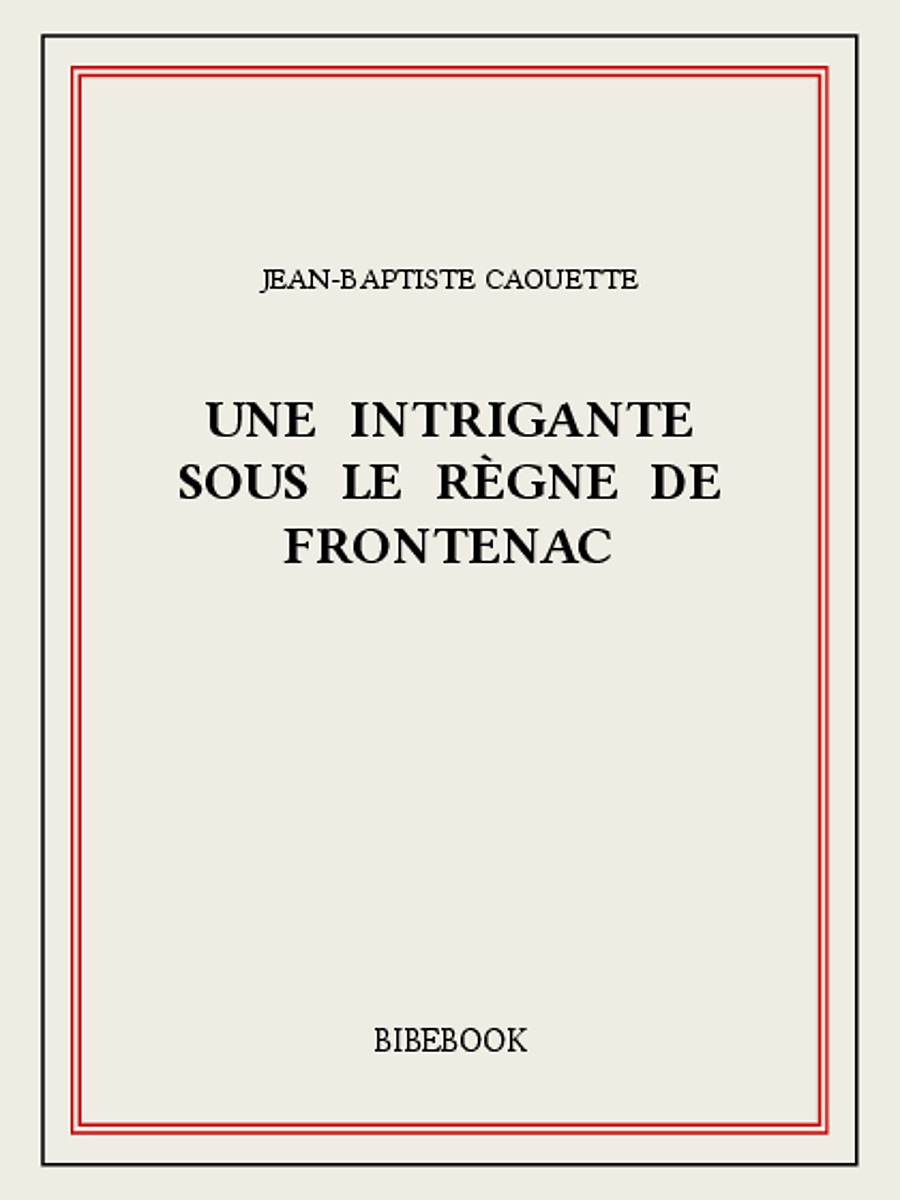 JEAN-BAPTISTE CAOUETTE
UNE INTRIGANTE
SOUS LE RÈGNE DE
FRONTENAC
BIBEBOOK